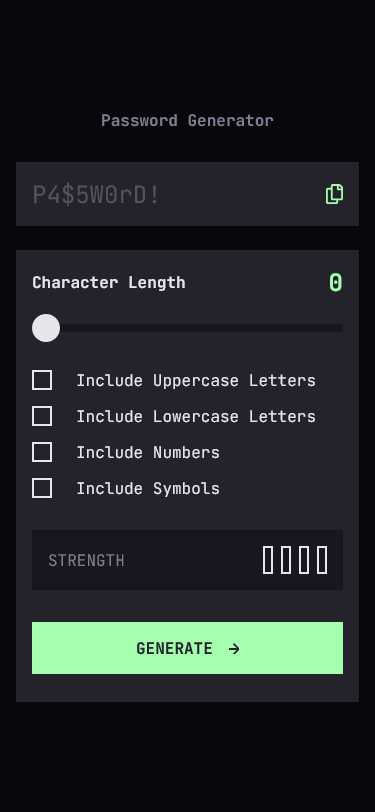 Password Generator
P4$5W0rD!
Character Length 0
Include Uppercase Letters
Include Lowercase Letters
Include Numbers
Include Symbols
STRENGTH
GENERATE →